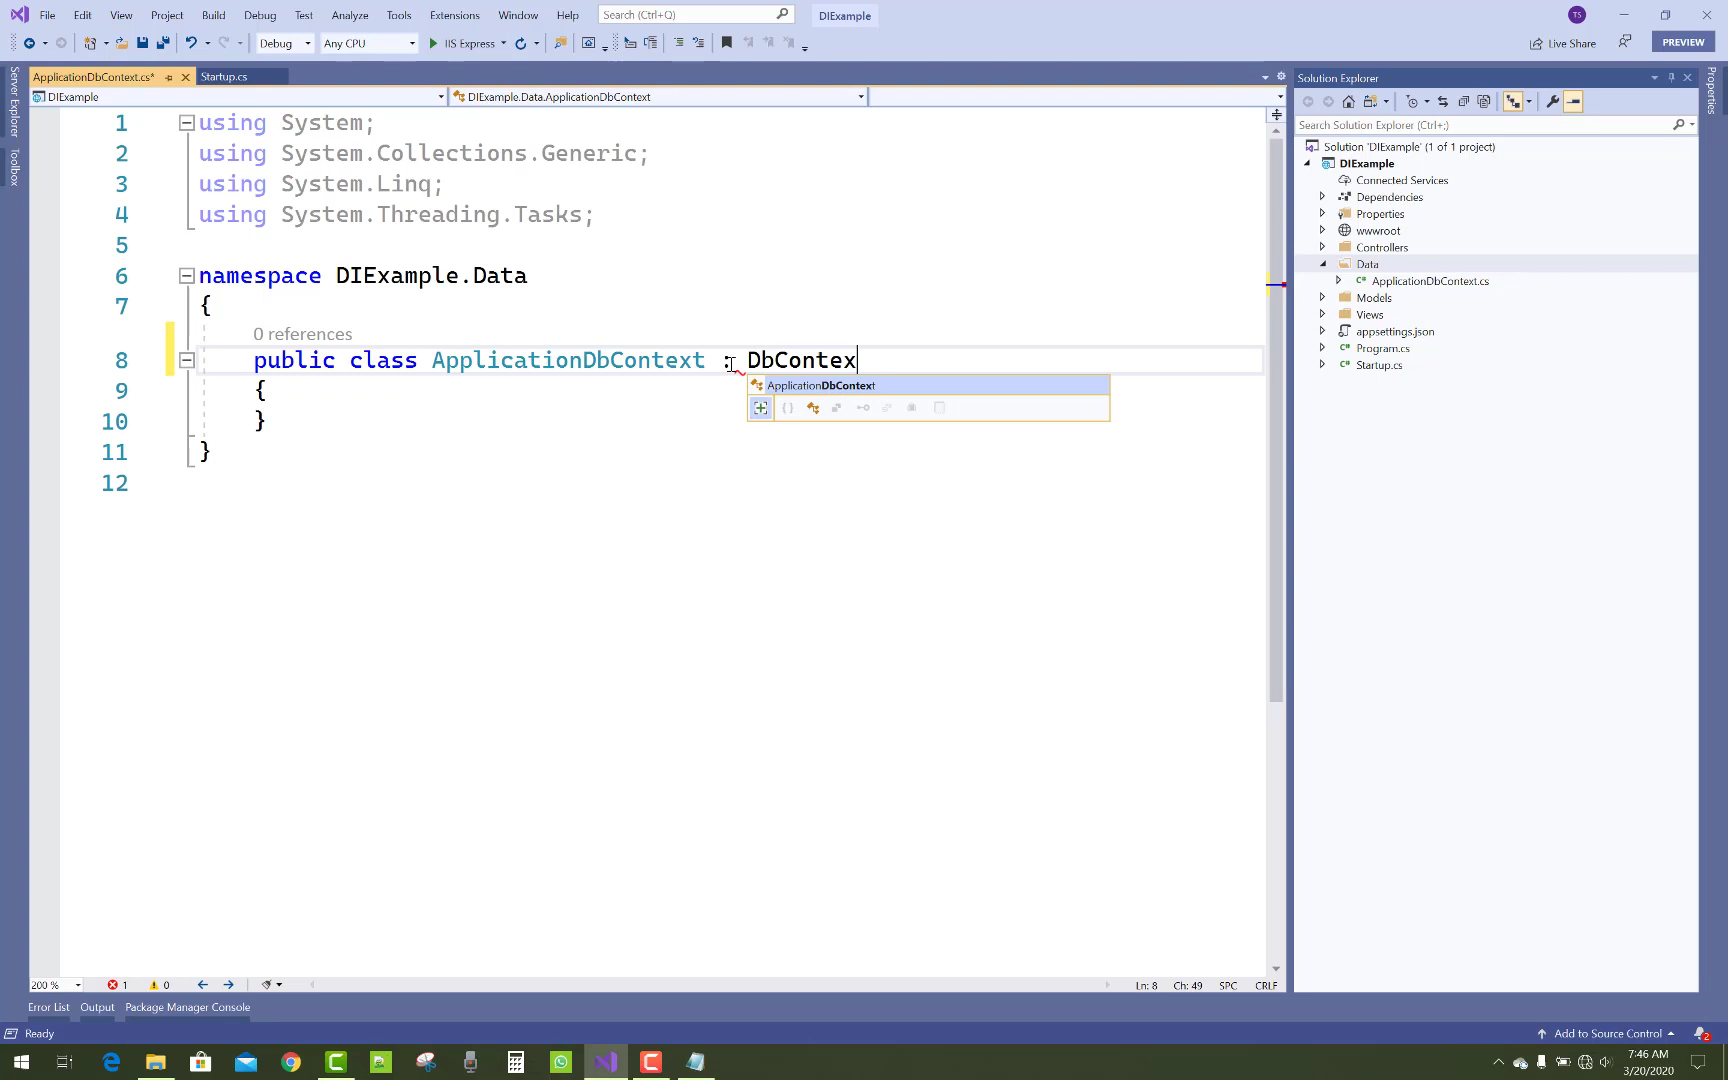 File Edit View Project Build Debug Test Analyze Tools Extensions Window Help Search (Ctrl+Q) DIExample TS
Debug Any CPU IIS Express Live Share PREVIEW
ApplicationDbContext.cs* Startup.cs
DIExample DIExample.Data.ApplicationDbContext
Server Explorer
Toolbox
1 using System;
2 using System.Collections.Generic;
3 using System.Linq;
4 using System.Threading.Tasks;
5
6 namespace DIExample.Data
7 {
0 references
8 public class ApplicationDbContext : DbContex
ApplicationDbContext
9 {
10 }
11 }
12
Solution Explorer
Search Solution Explorer (Ctrl+;)
Solution 'DIExample' (1 of 1 project)
DIExample
Connected Services
Dependencies
Properties
wwwroot
Controllers
Data
C# ApplicationDbContext.cs
Models
Views
appsettings.json
C# Program.cs
C# Startup.cs
Properties
200 % 1 0 Ln: 8 Ch: 49 SPC CRLF
Error List Output Package Manager Console
Ready Add to Source Control 2
7:46 AM
3/20/2020